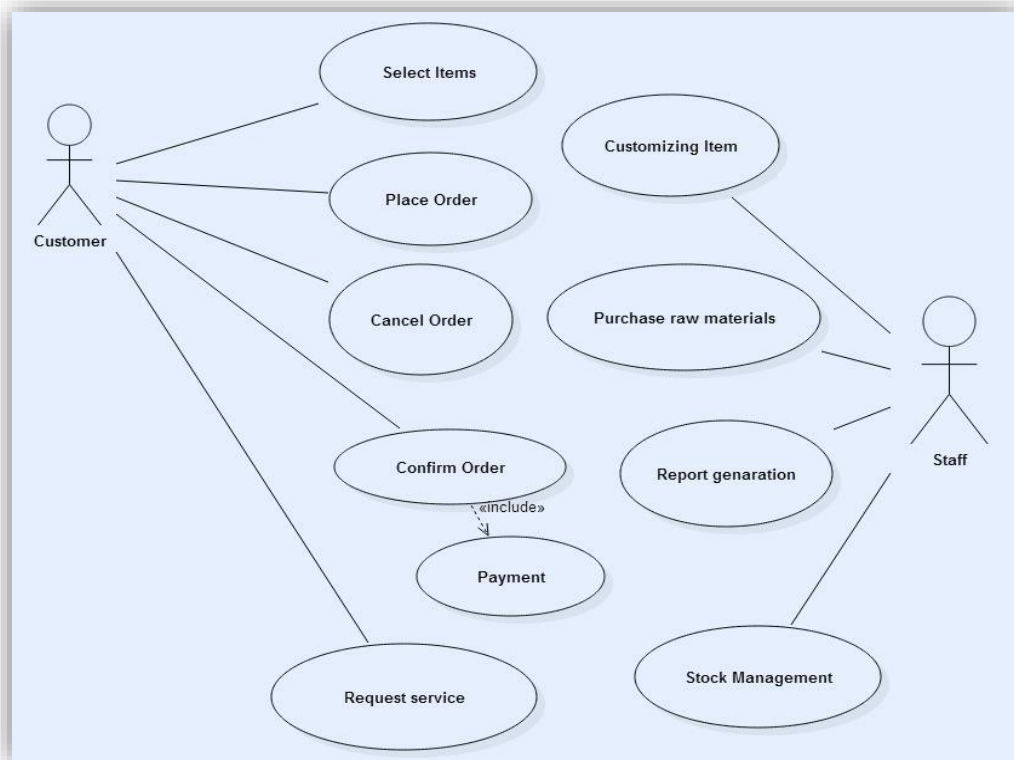 Select Items
Customizing Item
Place Order
Customer
Cancel Order
Purchase raw materials
Confirm Order
Report genaration
Staff
«include»
Payment
Request service
Stock Management